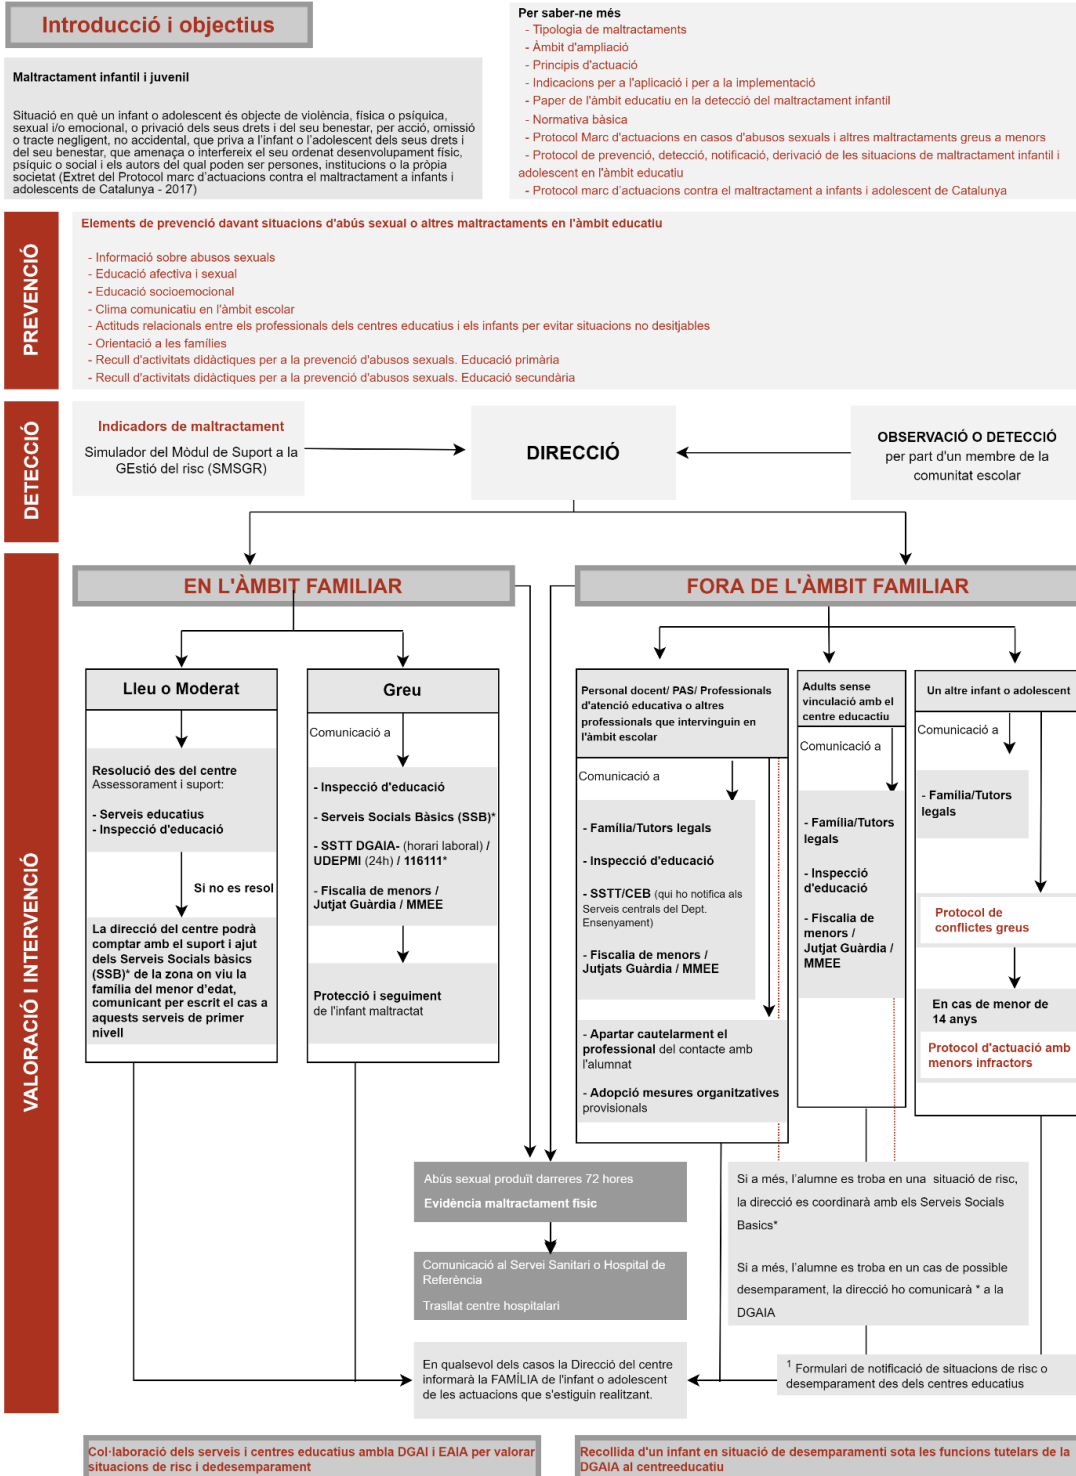 Introducció i objectius
Maltractament infantil i juvenil
Situació en què un infant o adolescent és objecte de violència, física o psíquica,
sexual i/o emocional, o privació dels seus drets i del seu benestar, per acció, omissió
o tracte negligent, no accidental, que priva a l'infant o l'adolescent dels seus drets i
del seu benestar, que amenaça o interfereix el seu ordenat desenvolupament físic,
psíquic o social i els autors del qual poden ser persones, institucions o la pròpia
societat (Extret del Protocol marc d'actuacions contra el maltractament a infants i
adolescents de Catalunya - 2017)
Per saber-ne més
- Tipologia de maltractaments
- Àmbit d'ampliació
- Principis d'actuació
- Indicacions per a l'aplicació i per a la implementació
- Paper de l'àmbit educatiu en la detecció del maltractament infantil
- Normativa bàsica
- Protocol Marc d'actuacions en casos d'abusos sexuals i altres maltractaments greus a menors
- Protocol de prevenció, detecció, notificació, derivació de les situacions de maltractament infantil i
adolescent en l'àmbit educatiu
- Protocol marc d'actuacions contra el maltractament a infants i adolescent de Catalunya
PREVENCIÓ
Elements de prevenció davant situacions d'abús sexual o altres maltractaments en l'àmbit educatiu
- Informació sobre abusos sexuals
- Educació afectiva i sexual
- Educació socioemocional
- Clima comunicatiu en l'àmbit escolar
- Actituds relacionals entre els professionals dels centres educatius i els infants per evitar situacions no desitjables
- Orientació a les famílies
- Recull d'activitats didàctiques per a la prevenció d'abusos sexuals. Educació primària
- Recull d'activitats didàctiques per a la prevenció d'abusos sexuals. Educació secundària
DETECCIÓ
Indicadors de maltractament
Simulador del Mòdul de Suport a la
GEstió del risc (SMSGR)
DIRECCIÓ
OBSERVACIÓ O DETECCIÓ
per part d'un membre de la
comunitat escolar
VALORACIÓ I INTERVENCIÓ
EN L'ÀMBIT FAMILIAR
Lleu o Moderat
Resolució des del centre
Assessorament i suport:
- Serveis educatius
- Inspecció d'educació
Si no es resol
La direcció del centre podrà
comptar amb el suport i ajut
dels Serveis Socials bàsics
(SSB)* de la zona on viu la
família del menor d'edat,
comunicant per escrit el cas a
aquests serveis de primer
nivell
Greu
Comunicació a
- Inspecció d'educació
- Serveis Socials Bàsics (SSB)*
- SSTT DGAIA- (horari laboral) /
UDEPMI (24h) / 116111*
- Fiscalia de menors /
Jutjat Guàrdia / MMEE
Protecció i seguiment
de l'infant maltractat
FORA DE L'ÀMBIT FAMILIAR
Personal docent/ PAS/ Professionals
d'atenció educativa o altres
professionals que intervinguin en
l'àmbit escolar
Comunicació a
- Família/Tutors legals
- Inspecció d'educació
- SSTT/CEB (qui ho notifica als
Serveis centrals del Dept.
Ensenyament)
- Fiscalia de menors /
Jutjats Guàrdia / MMEE
- Apartar cautelarment el
professional del contacte amb
l'alumnat
- Adopció mesures organitzatives
provisionals
Adults sense
vinculació amb el
centre educactiu
Comunicació a
- Família/Tutors
legals
- Inspecció
d'educació
- Fiscalia de
menors /
Jutjat Guàrdia /
MMEE
Un altre infant o adolescent
Comunicació a
- Família/Tutors
legals
Protocol de
conflictes greus
En cas de menor de
14 anys
Protocol d'actuació amb
menors infractors
Abús sexual produït darreres 72 hores
Evidència maltractament físic
Comunicació al Servei Sanitari o Hospital de
Referència
Trasllat centre hospitalari
Si a més, l'alumne es troba en una situació de risc,
la direcció es coordinarà amb els Serveis Socials
Basics*
Si a més, l'alumne es troba en un cas de possible
desemparament, la direcció ho comunicarà * a la
DGAIA
En qualsevol dels casos la Direcció del centre
informarà la FAMÍLIA de l'infant o adolescent
de les actuacions que s'estiguin realitzant.
1 Formulari de notificació de situacions de risc o
desemparament des dels centres educatius
Col·laboració dels serveis i centres educatius ambla DGAI i EAIA per valorar
situacions de risc i dedesemparament
Recollida d'un infant en situació de desemparamenti sota les funcions tutelars de la
DGAIA al centreeducatiu